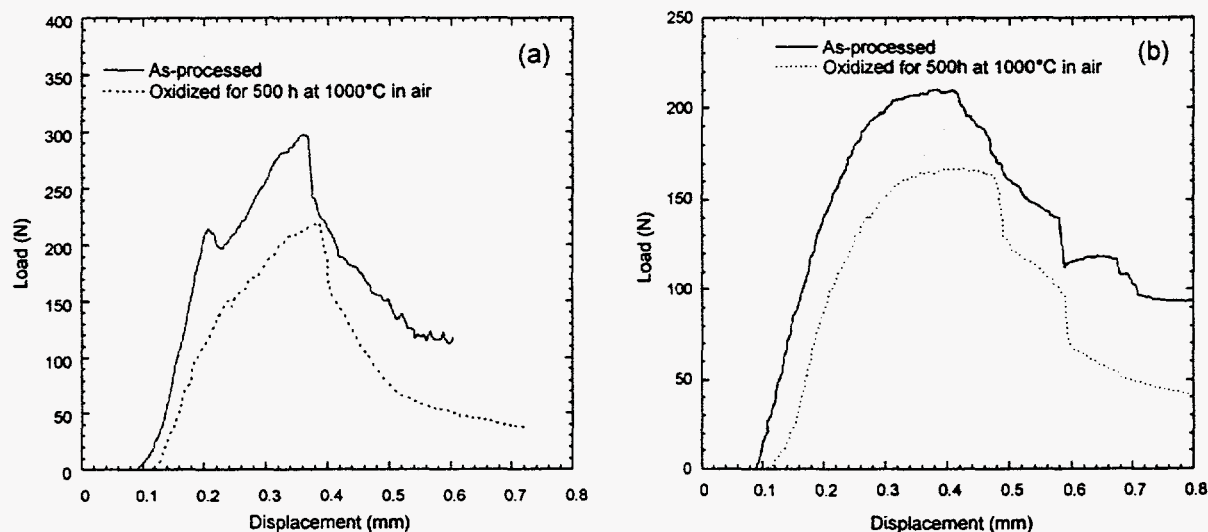 (a)
As-processed
Oxidized for 500 h at 1000°C in air
Load (N)
400
350
300
250
200
150
100
50
0
0 0.1 0.2 0.3 0.4 0.5 0.6 0.7 0.8
Displacement (mm)
(b)
As-processed
Oxidized for 500h at 1000°C in air
Load (N)
250
200
150
100
50
0
0 0.1 0.2 0.3 0.4 0.5 0.6 0.7 0.8
Displacement (mm)